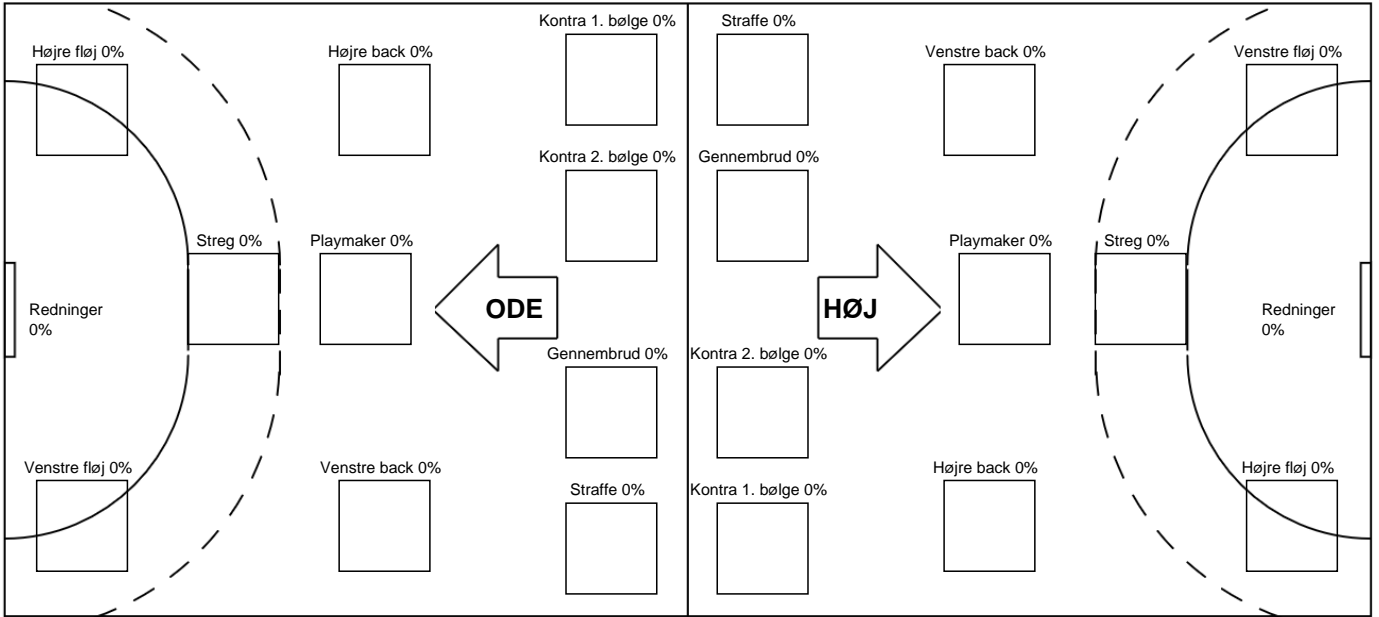 Kontra 1. bølge 0%
Straffe 0%
Højre fløj 0%
Højre back 0%
Venstre back 0%
Venstre fløj 0%
Kontra 2. bølge 0%
Gennembrud 0%
Streg 0%
Playmaker 0%
Playmaker 0%
Streg 0%
Redninger
0%
ODE
HØJ
Redninger
0%
Gennembrud 0%
Kontra 2. bølge 0%
Venstre fløj 0%
Venstre back 0%
Højre back 0%
Højre fløj 0%
Straffe 0%
Kontra 1. bølge 0%